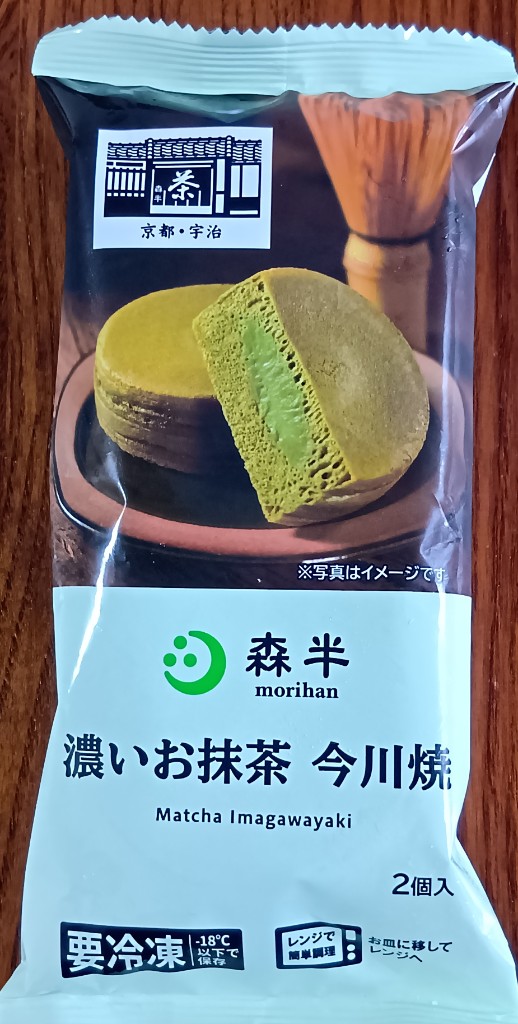 茶
森半
京都・宇治
※写真はイメージです
森半
morihan
濃いお抹茶 今川焼
Matcha Imagawayaki
2個入
要冷凍
-18℃
以下で
保存
レンジで
簡単調理
お皿に移して
レンジへ